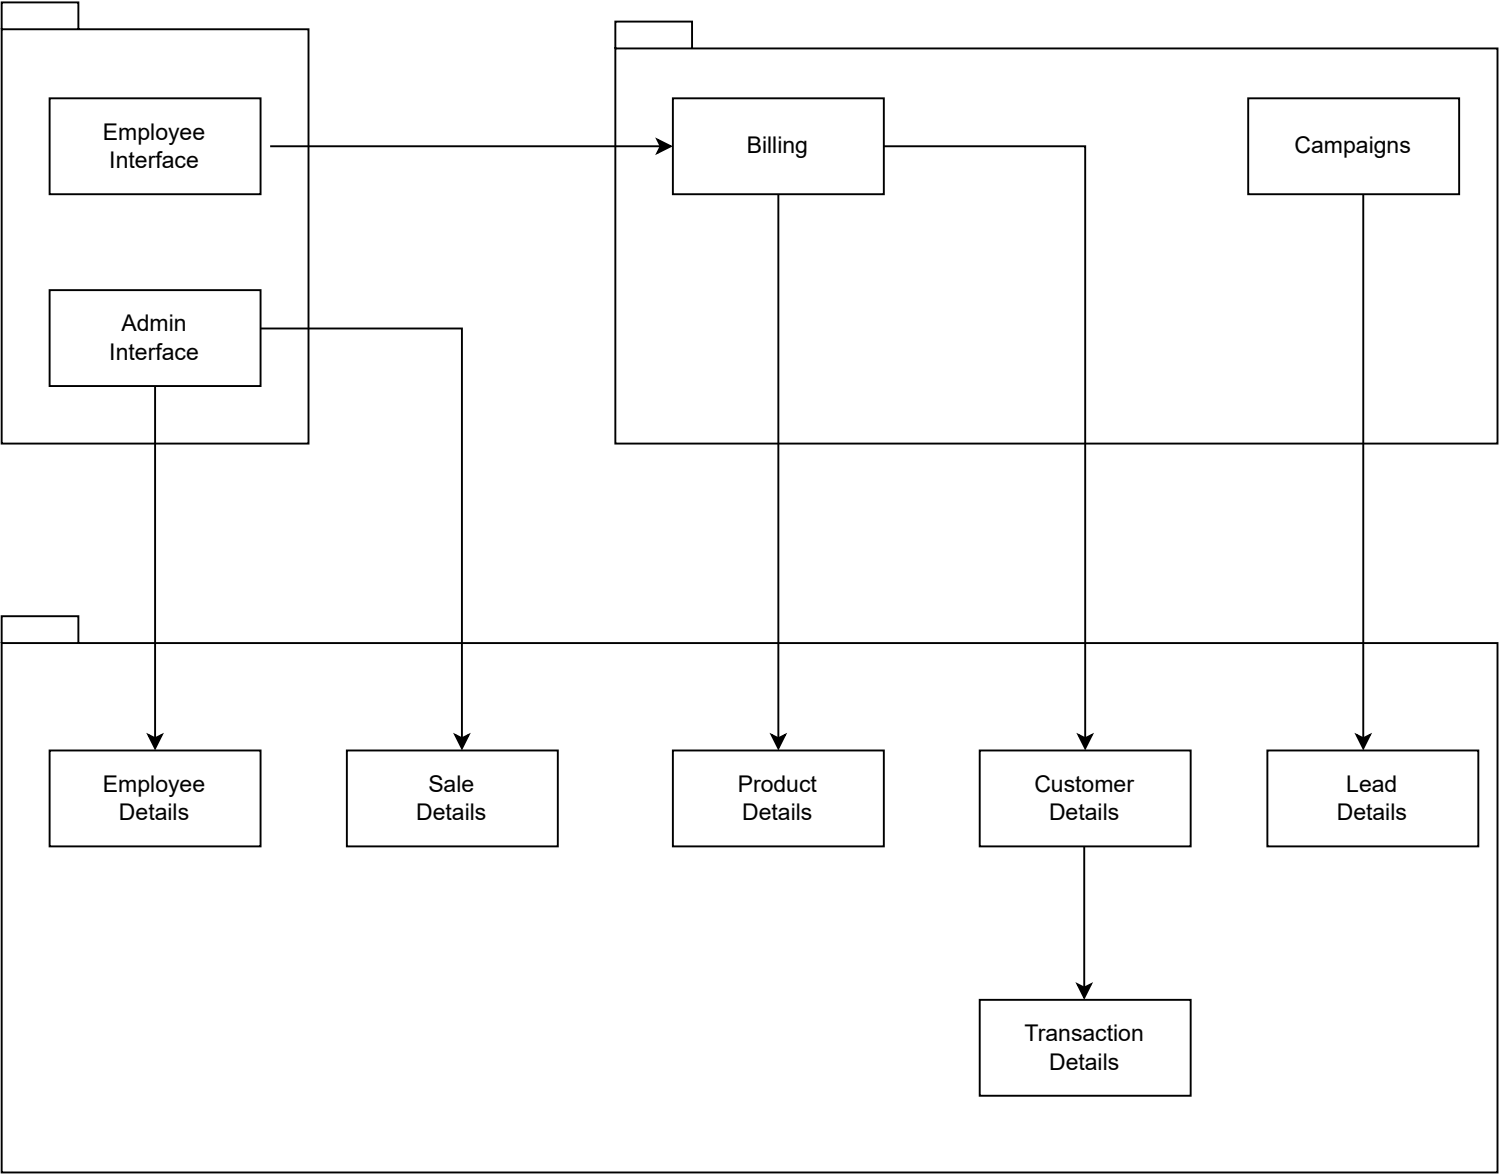 Employee
Interface
Billing
Campaigns
Admin
Interface
Employee
Details
Sale
Details
Product
Details
Customer
Details
Lead
Details
Transaction
Details